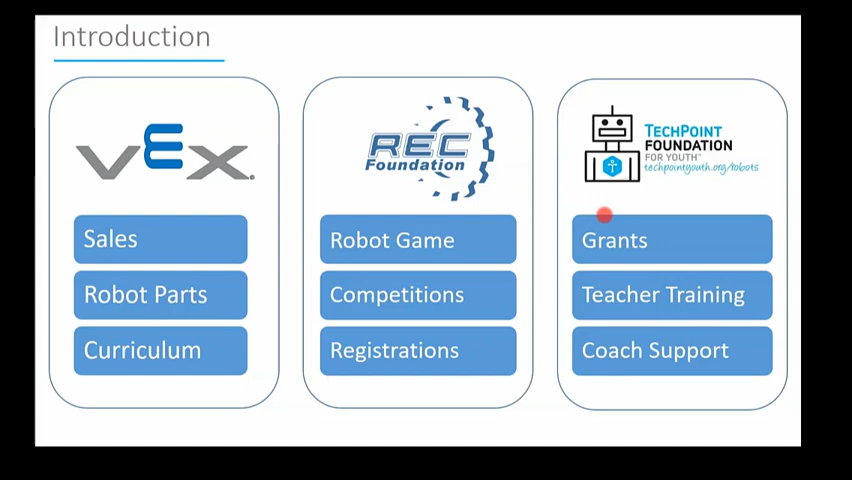 Introduction
vex.
Sales
Robot Parts
Curriculum
REC
Foundation
Robot Game
Competitions
Registrations
TECHPOINT
FOUNDATION
FOR YOUTH™
techpointyouth.org/robots
Grants
Teacher Training
Coach Support